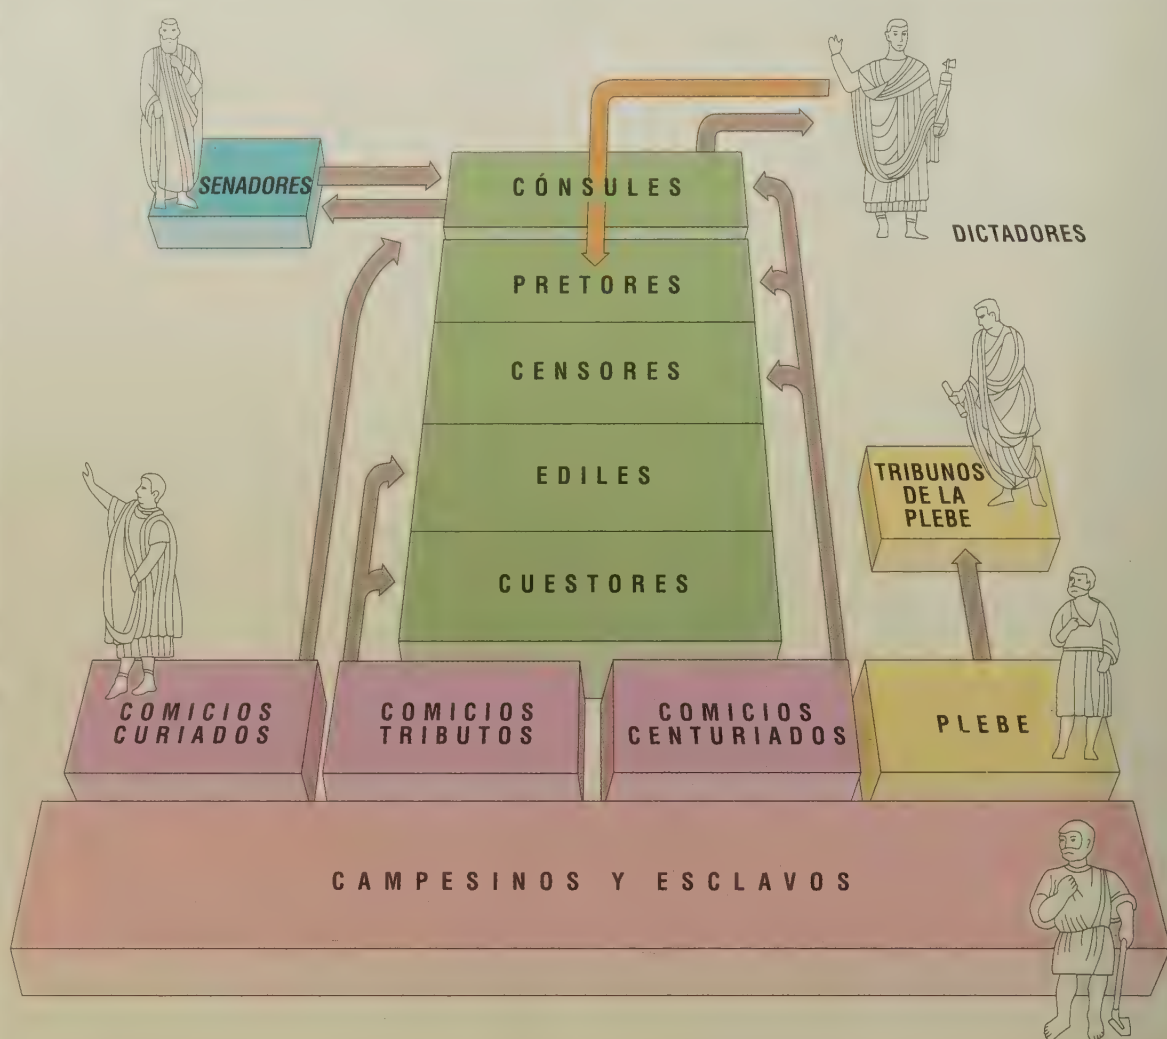 SENADORES
CÓNSULES
DICTADORES
PRETORES
CENSORES
EDILES
TRIBUNOS
DE LA
PLEBE
CUESTORES
COMICIOS
CURIADOS
COMICIOS
TRIBUTOS
COMICIOS
CENTURIADOS
PLEBE
CAMPESINOS Y ESCLAVOS